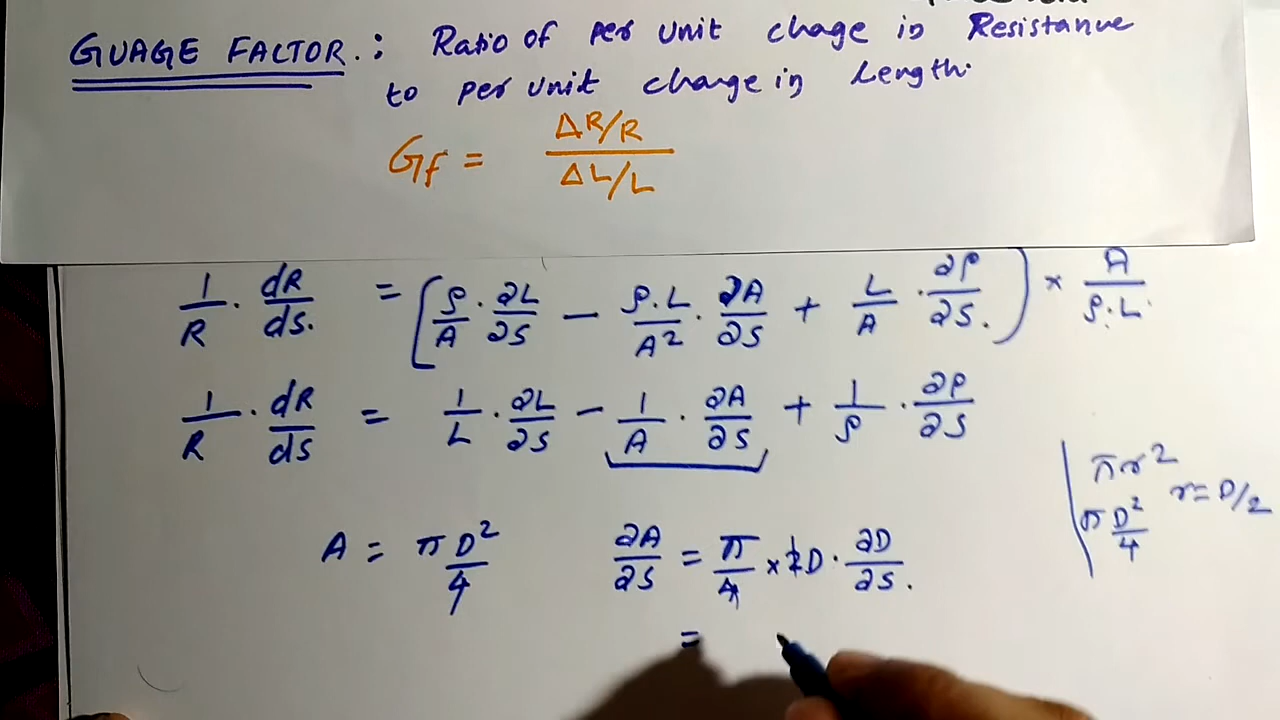 GUAGE FACTOR.: Ratio of per unit chage in Resistance
to per unit change in Length.
Gf = ΔR/R / ΔL/L
1/R . dR/ds. = [ρ/A . ∂L/∂S − ρ.L/A² . ∂A/∂S + L/A . ∂ρ/∂S.] × A/ρ.L.
1/R . dR/ds = 1/L . ∂L/∂S − 1/A . ∂A/∂S + 1/ρ . ∂ρ/∂S
πr²
r = D/2
πD²/4
A = πD²/4
∂A/∂S = π/4 × 2D . ∂D/∂S.
=